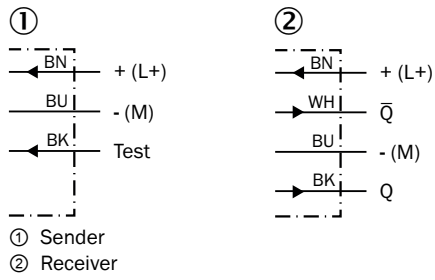 ① ②
BN + (L+)
BU - (M)
BK Test
BN + (L+)
WH Q̅
BU - (M)
BK Q
① Sender
② Receiver